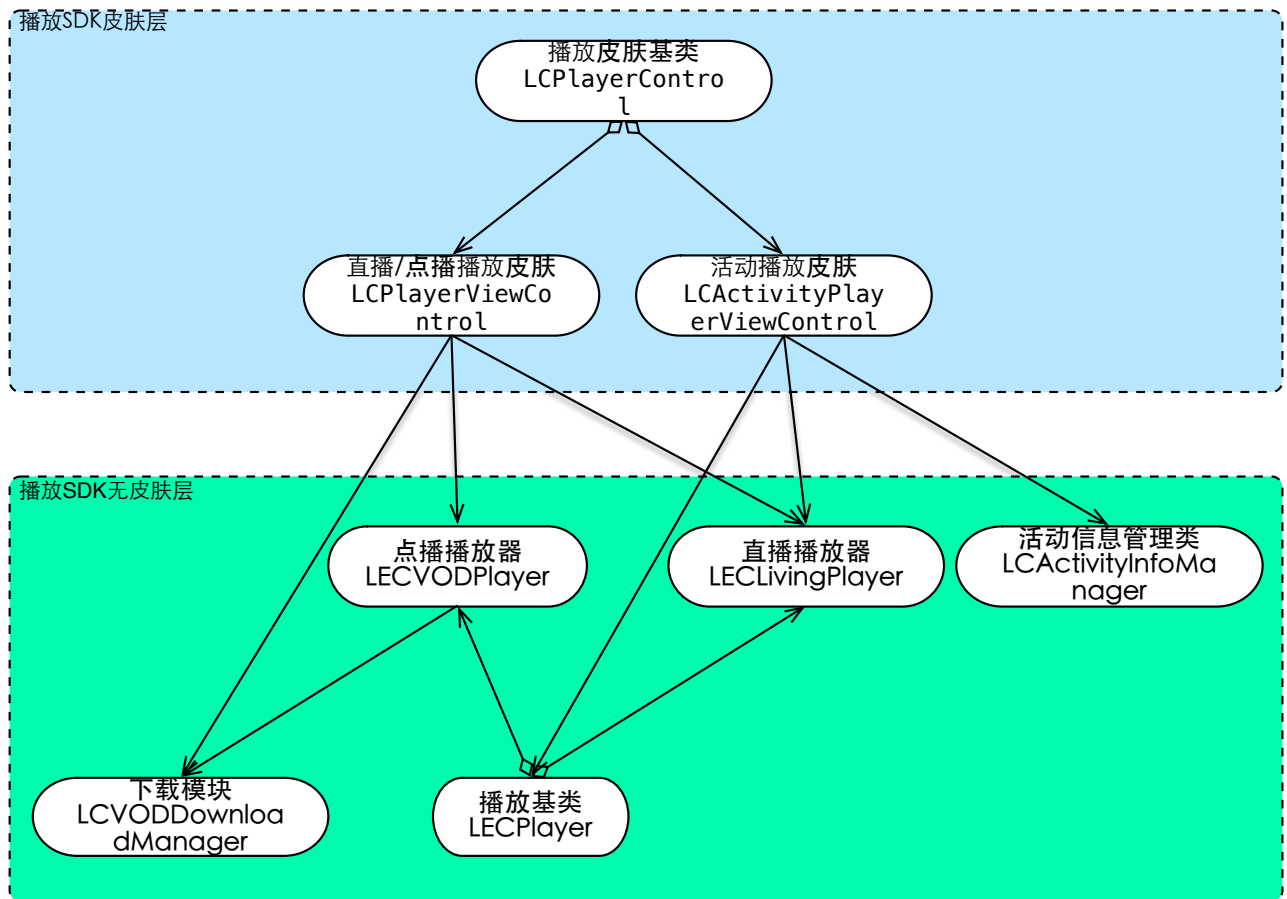 播放SDK皮肤层
播放皮肤基类
LCPlayerContro
l
直播/点播播放皮肤
LCPlayerViewCo
ntrol
活动播放皮肤
LCActivityPlay
erViewControl
播放SDK无皮肤层
点播播放器
LECVODPlayer
直播播放器
LECLivingPlayer
活动信息管理类
LCActivityInfoMa
nager
下载模块
LCVODDownloa
dManager
播放基类
LECPlayer